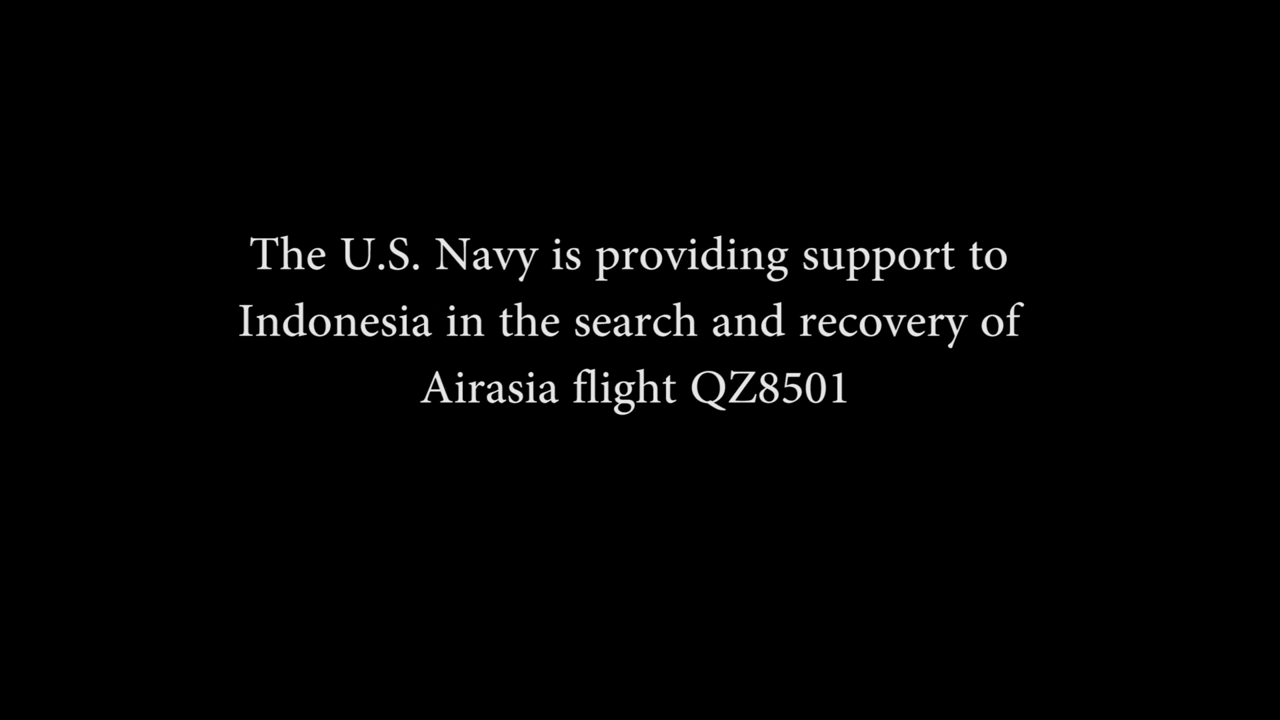 The U.S. Navy is providing support to
Indonesia in the search and recovery of
Airasia flight QZ8501